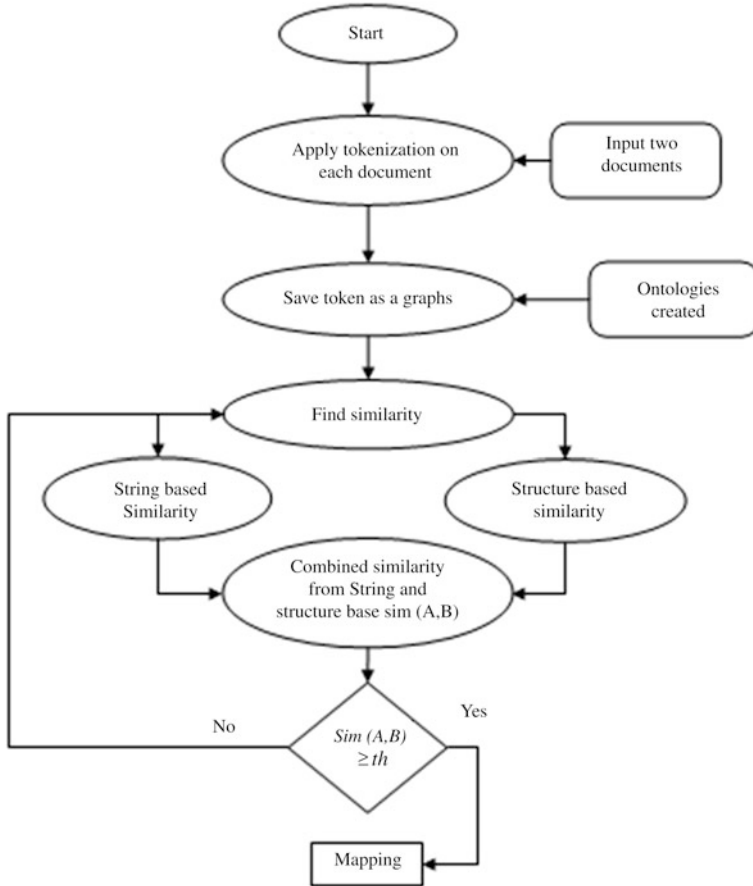 Start
Apply tokenization on
each document
Input two
documents
Save token as a graphs
Ontologies
created
Find similarity
String based
Similarity
Structure based
similarity
Combined similarity
from String and
structure base sim (A,B)
No
Yes
Sim (A,B)
≥ th
Mapping